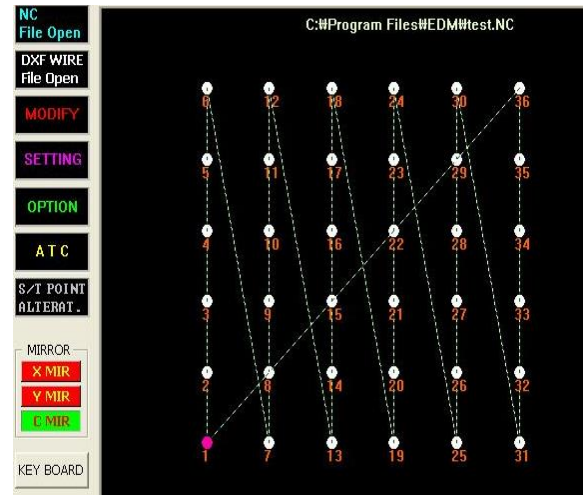 NC
File Open
C:₩Program Files₩EDM₩test.NC
DXF WIRE
File Open
MODIFY
SETTING
OPTION
A T C
S/T POINT
ALTERAT.
MIRROR
X MIR
Y MIR
C MIR
KEY BOARD
6 12 18 24 30 36
5 11 17 23 29 35
4 10 16 22 28 34
3 9 15 21 27 33
2 8 14 20 26 32
1 7 13 19 25 31